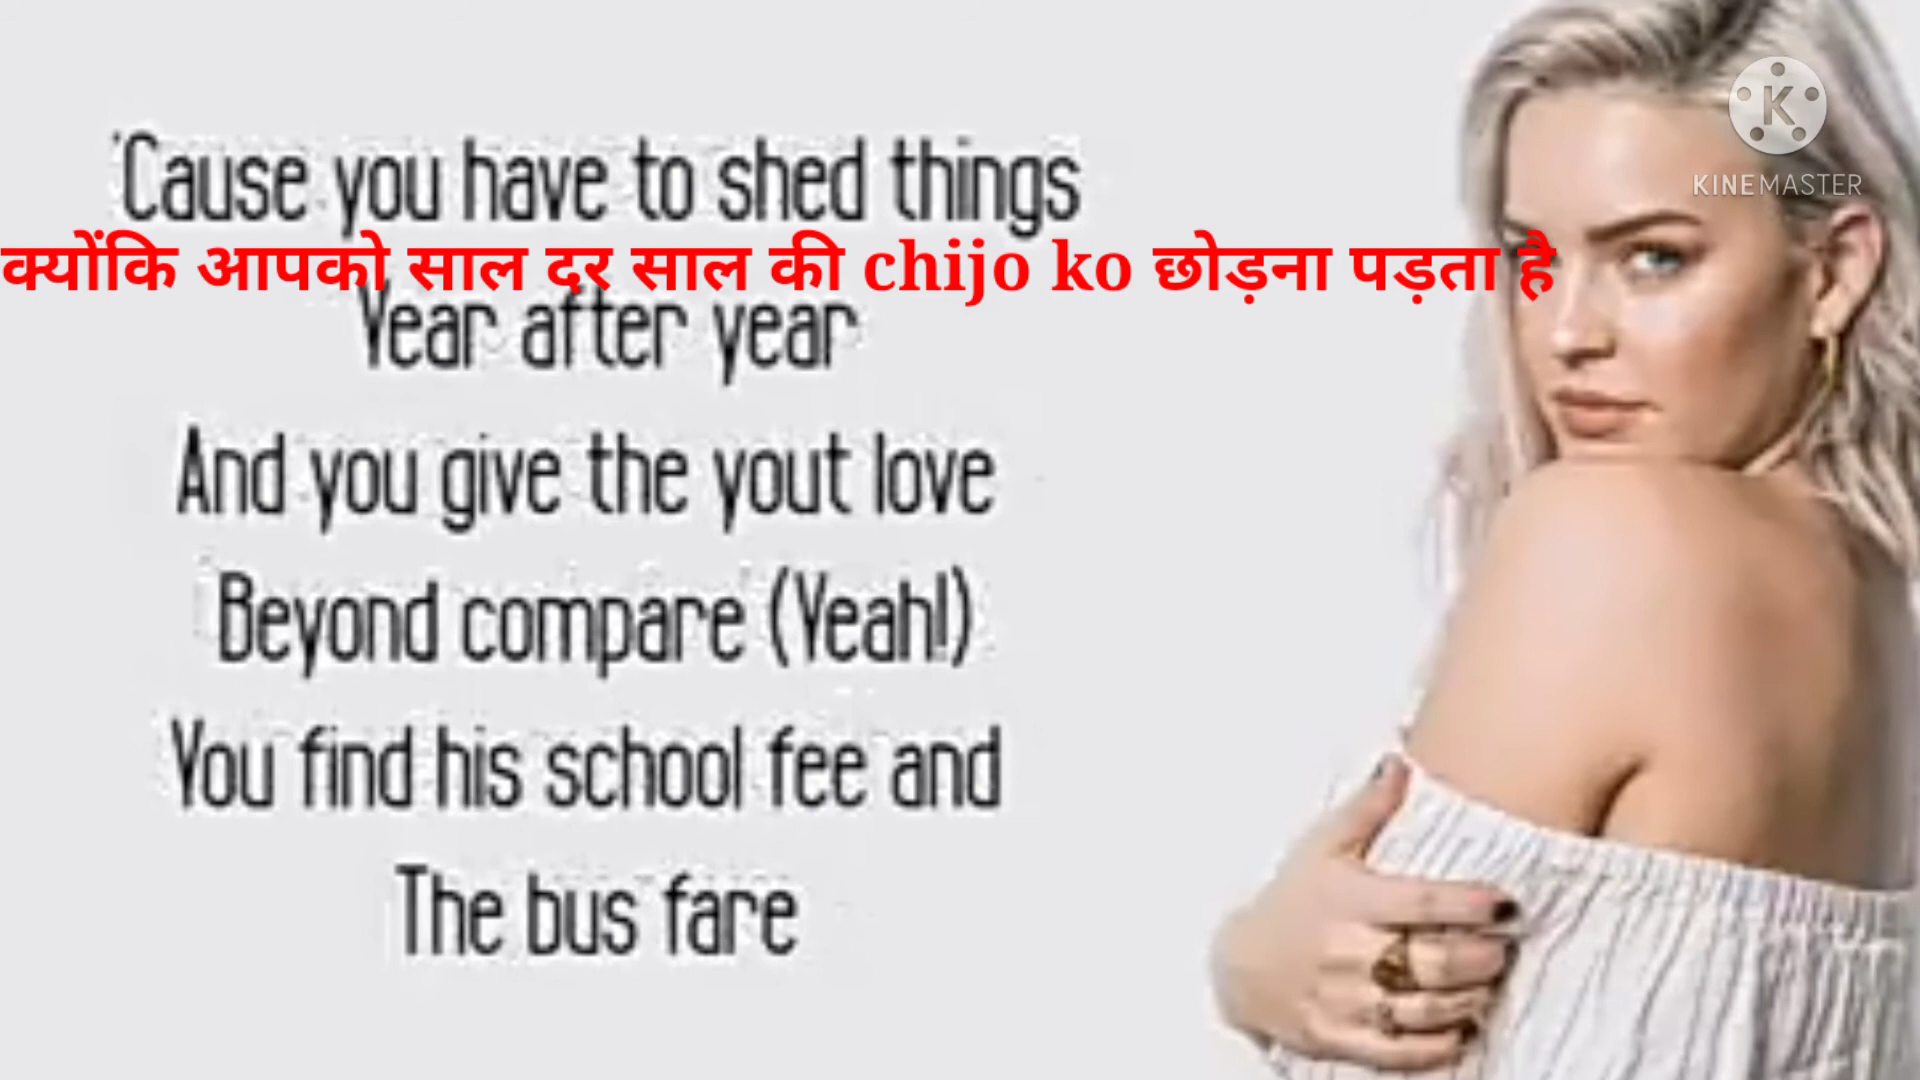 'Cause you have to shed things
क्योंकि आपको साल दर साल की chijo ko छोड़ना पड़ता है
Year after year
And you give the yout love
Beyond compare (Yeah!)
You find his school fee and
The bus fare
K
KINEMASTER